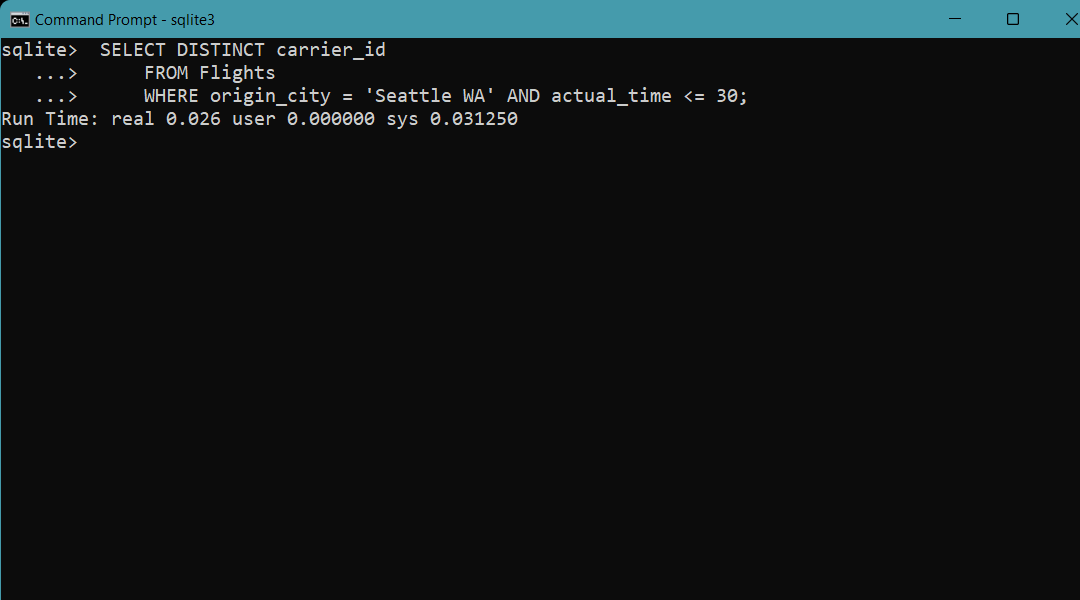 Command Prompt - sqlite3
sqlite>  SELECT DISTINCT carrier_id
   ...>      FROM Flights
   ...>      WHERE origin_city = 'Seattle WA' AND actual_time <= 30;
Run Time: real 0.026 user 0.000000 sys 0.031250
sqlite>